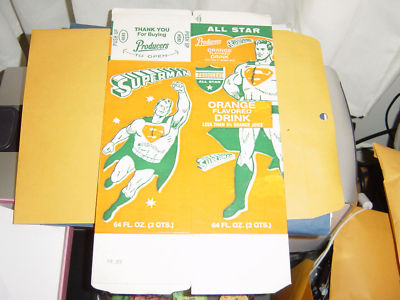 THANK YOU
For Buying
Producers
TO OPEN
SUPERMAN
64 FL. OZ. (2 QTS.)
ALL STAR
Producers
ORANGE
DRINK
ALL STAR
ORANGE
FLAVORED
DRINK
LESS THAN 5% ORANGE JUICE
SUPERMAN
64 FL. OZ. (2 QTS.)